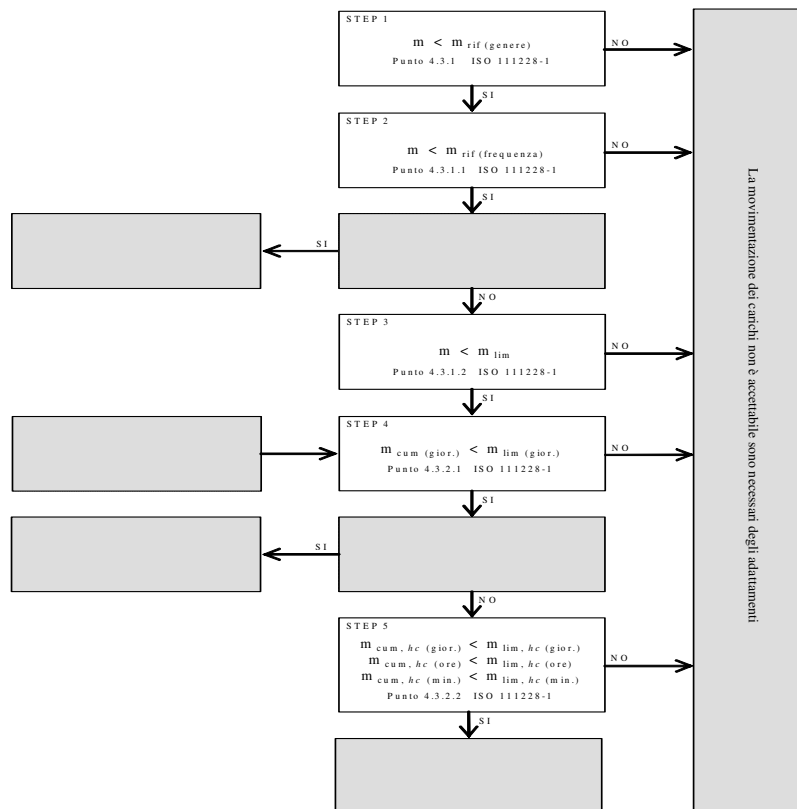 STEP 1
m < m rif (genere)
Punto 4.3.1 ISO 111228-1
NO
SI
STEP 2
m < m rif (frequenza)
Punto 4.3.1.1 ISO 111228-1
NO
SI
SI
NO
STEP 3
m < m lim
Punto 4.3.1.2 ISO 111228-1
NO
SI
STEP 4
m cum (gior.) < m lim (gior.)
Punto 4.3.2.1 ISO 111228-1
NO
SI
SI
NO
STEP 5
m cum, hc (gior.) < m lim, hc (gior.)
m cum, hc (ore) < m lim, hc (ore)
m cum, hc (min.) < m lim, hc (min.)
Punto 4.3.2.2 ISO 111228-1
NO
SI
La movimentazione dei carichi non è accettabile sono necessari degli adattamenti